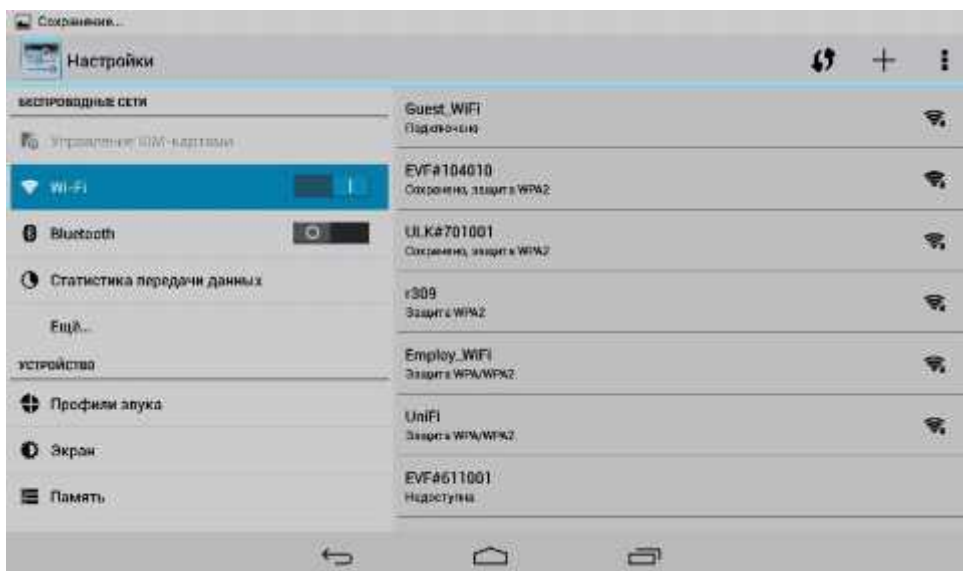 Сохранение...
Настройки
БЕСПРОВОДНЫЕ СЕТИ
Управление SIM-картами
Wi-Fi
Bluetooth
Статистика передачи данных
Ещё...
УСТРОЙСТВО
Профили звука
Экран
Память
Guest_WiFi
Подключено
EVF#104010
Сохранено, защита WPA2
ULK#701001
Сохранено, защита WPA2
r309
Защита WPA2
Employ_WiFi
Защита WPA/WPA2
UniFi
Защита WPA/WPA2
EVF#611001
Недоступна